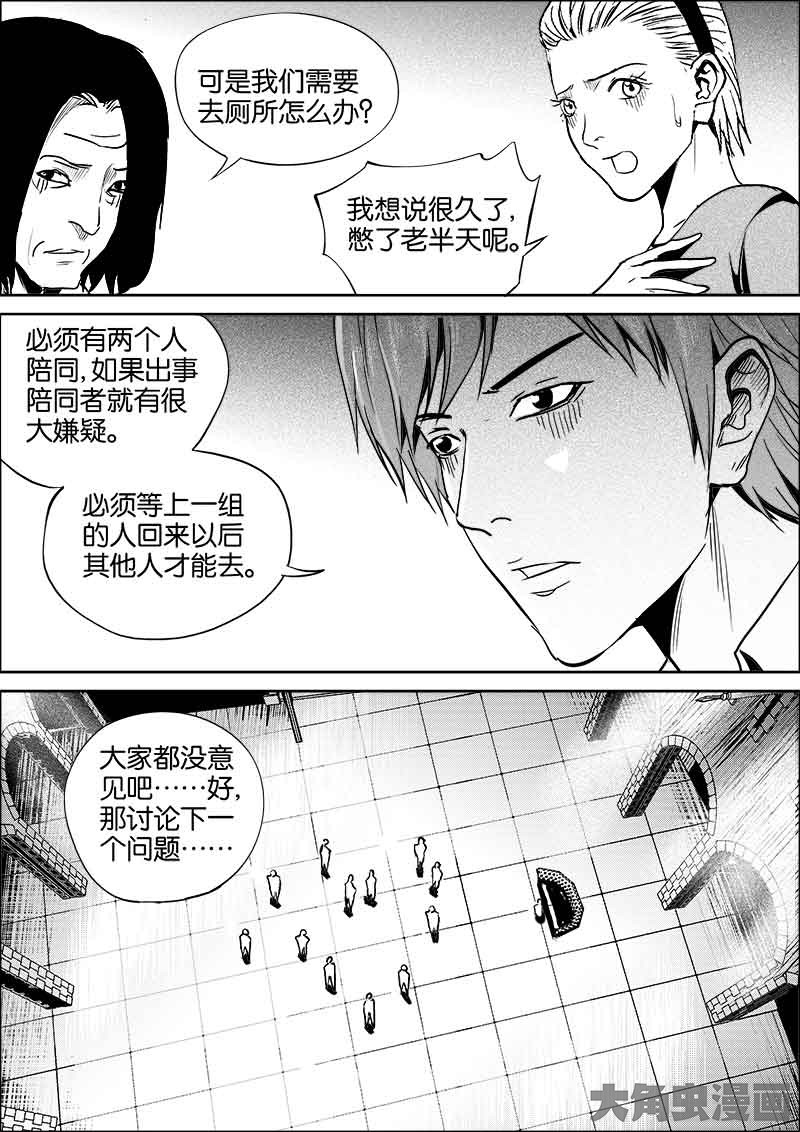 可是我们需要
去厕所怎么办？
我想说很久了，
憋了老半天呢。
必须有两个人
陪同，如果出事
陪同者就有很
大嫌疑。
必须等上一组
的人回来以后
其他人才能去。
大家都没意
见吧……好，
那讨论下一
个问题……
大角虫漫画